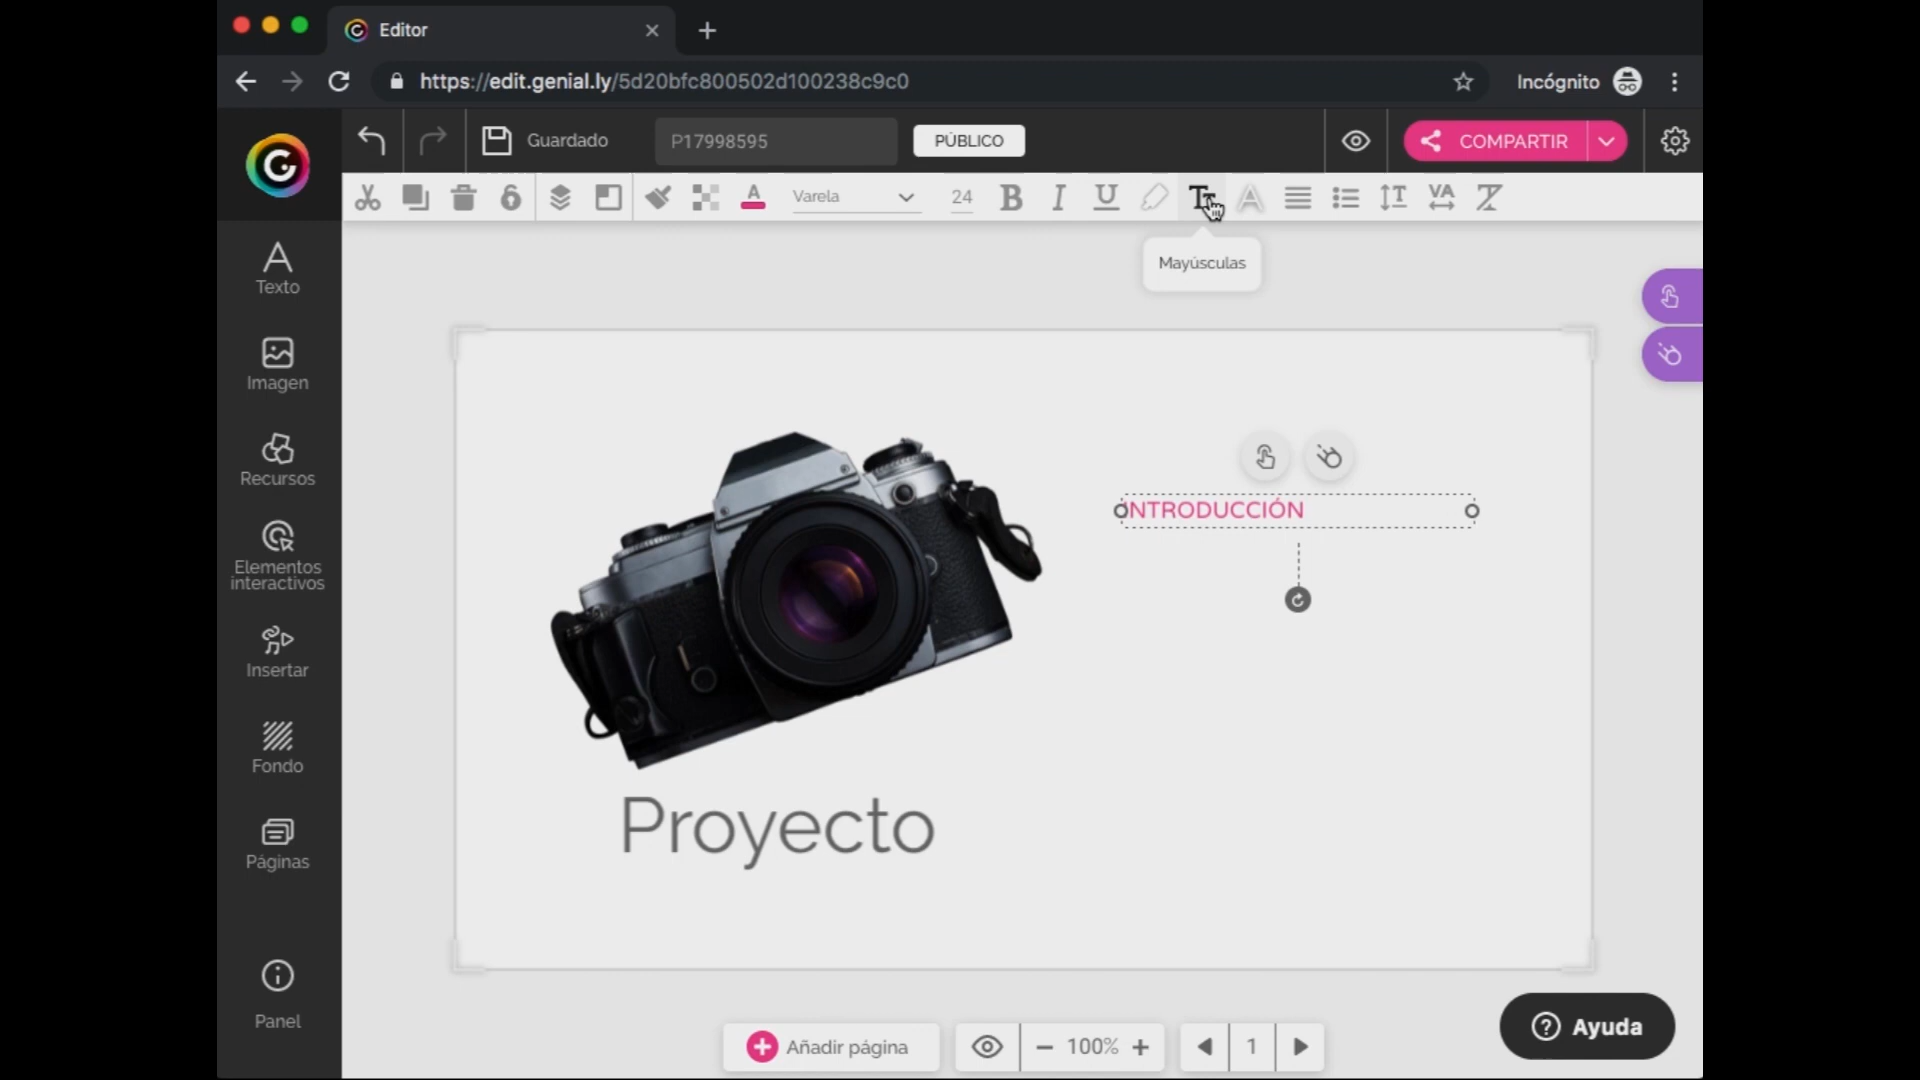 Editor
https://edit.genial.ly/5d20bfc800502d100238c9c0
Incógnito
Guardado
P17998595
PÚBLICO
COMPARTIR
Varela
24
Mayúsculas
Texto
Imagen
Recursos
Elementos
interactivos
Insertar
Fondo
Páginas
Panel
INTRODUCCIÓN
Proyecto
Añadir página
100%
1
Ayuda